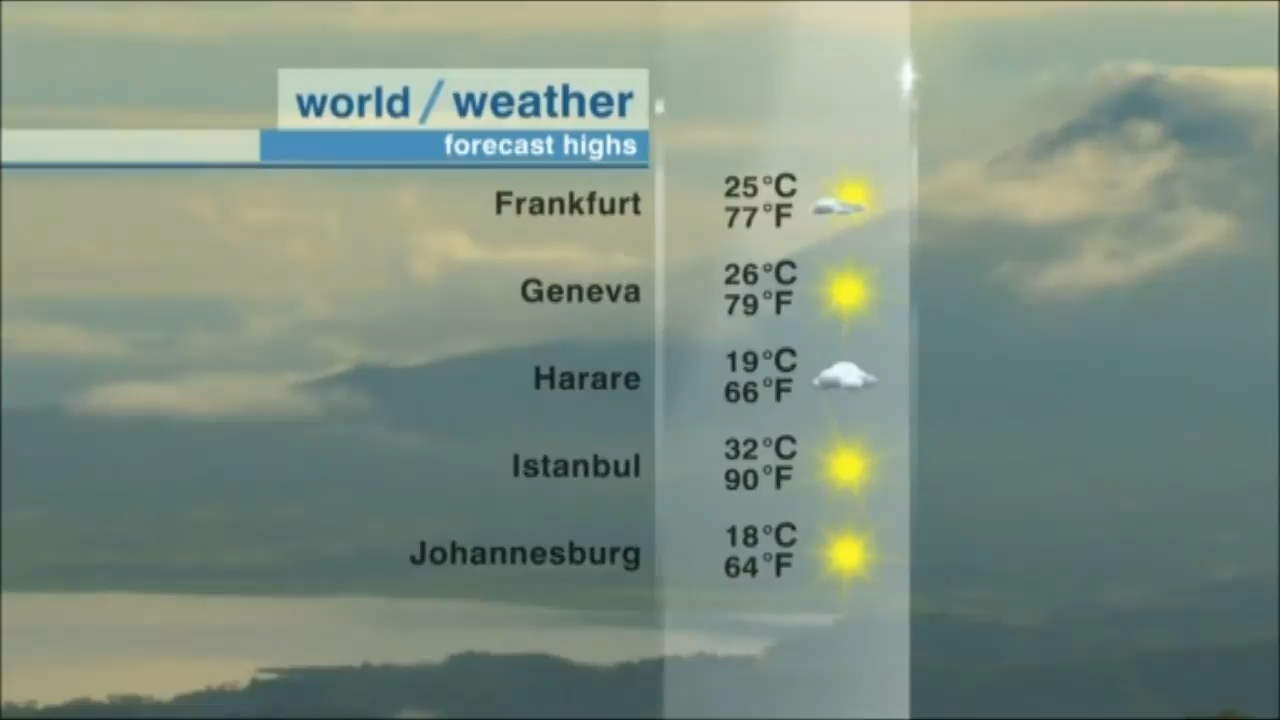 world / weather
forecast highs
Frankfurt 25°C
77°F
Geneva 26°C
79°F
Harare 19°C
66°F
Istanbul 32°C
90°F
Johannesburg 18°C
64°F